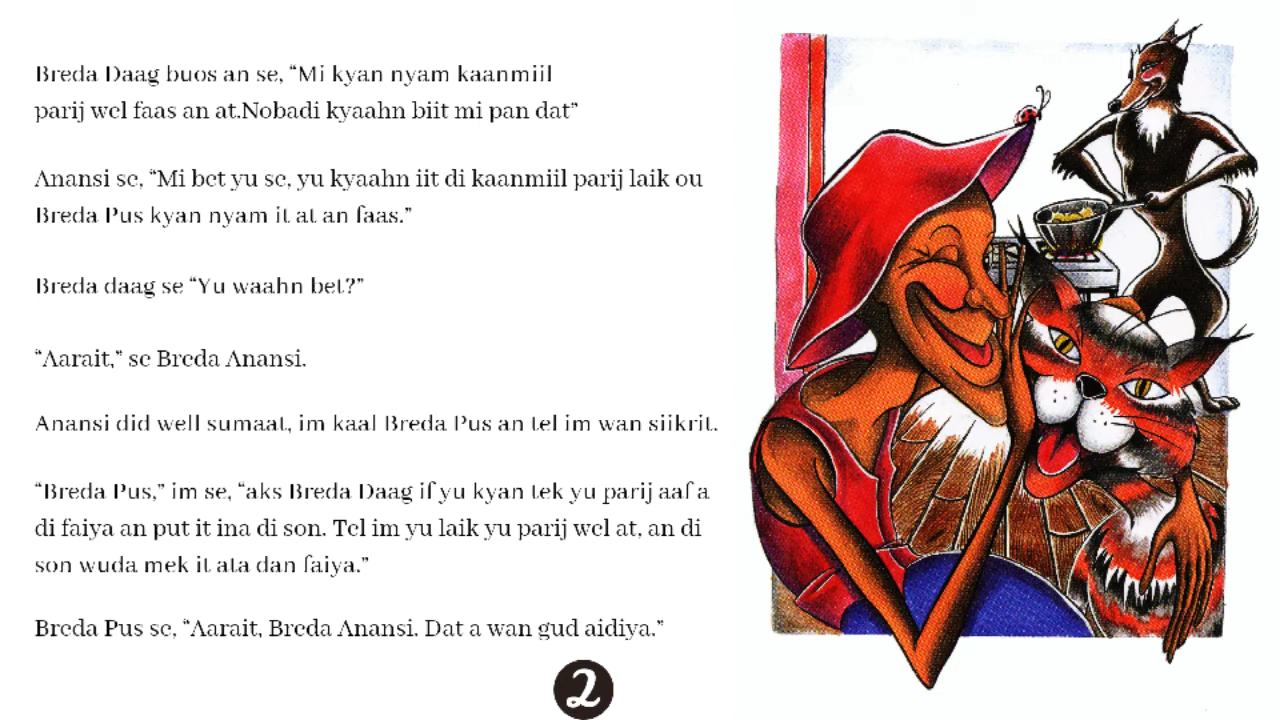 Breda Daag buos an se, “Mi kyan nyam kaanmiil
parij wel faas an at.Nobadi kyaahn biit mi pan dat”
Anansi se, “Mi bet yu se, yu kyaahn iit di kaanmiil parij laik ou
Breda Pus kyan nyam it at an faas.”
Breda daag se “Yu waahn bet?”
“Aarait,” se Breda Anansi.
Anansi did well sumaat, im kaal Breda Pus an tel im wan siikrit.
“Breda Pus,” im se, “aks Breda Daag if yu kyan tek yu parij aaf a
di faiya an put it ina di son. Tel im yu laik yu parij wel at, an di
son wuda mek it ata dan faiya.”
Breda Pus se, “Aarait, Breda Anansi. Dat a wan gud aidiya.”
2